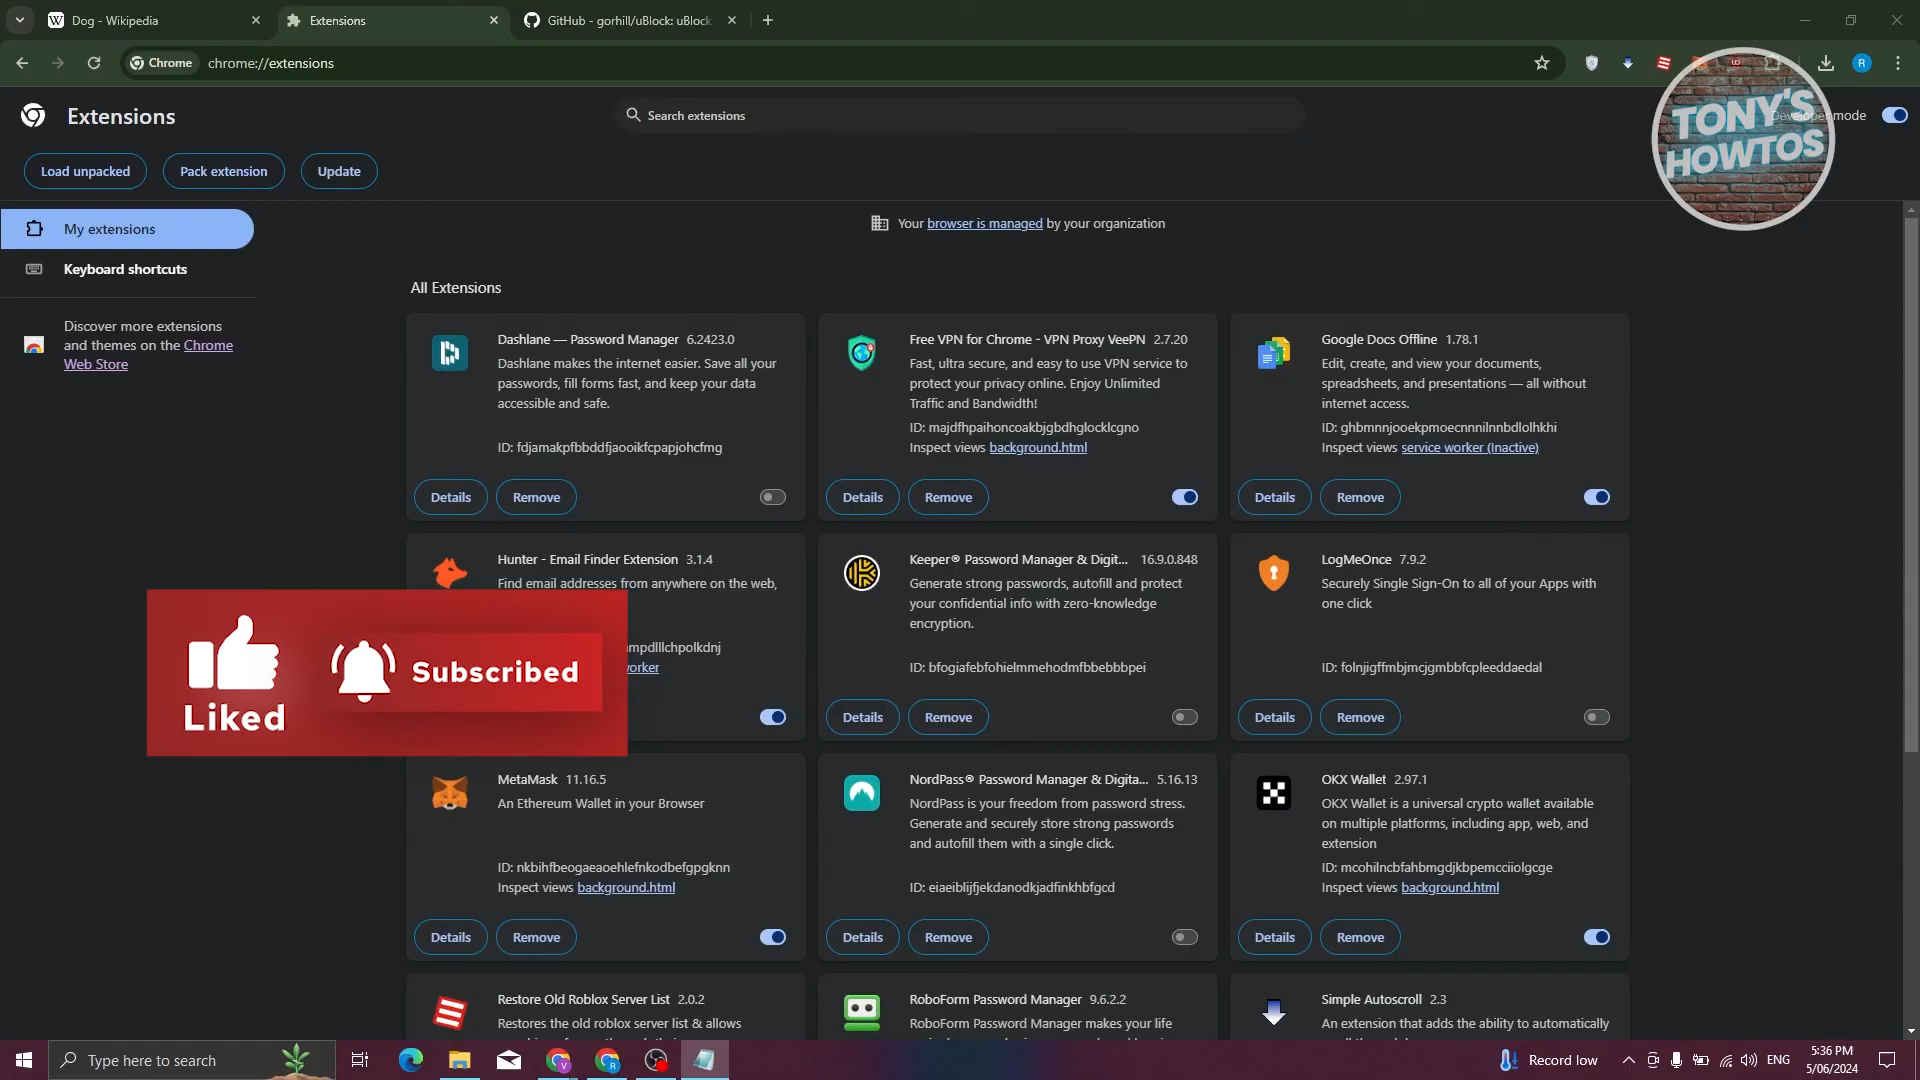 Dog - Wikipedia
Extensions
GitHub - gorhill/uBlock: uBlock
Chrome
chrome://extensions
Extensions
Search extensions
Developer mode
TONY'S
HOWTOS
Load unpacked
Pack extension
Update
My extensions
Keyboard shortcuts
Discover more extensions
and themes on the Chrome
Web Store
Your browser is managed by your organization
All Extensions
Dashlane — Password Manager 6.2423.0
Dashlane makes the internet easier. Save all your
passwords, fill forms fast, and keep your data
accessible and safe.
ID: fdjamakpfbbddfjaooikfcpapjohcfmg
Details
Remove
Free VPN for Chrome - VPN Proxy VeePN 2.7.20
Fast, ultra secure, and easy to use VPN service to
protect your privacy online. Enjoy Unlimited
Traffic and Bandwidth!
ID: majdfhpaihoncoakbjgbdhglocklcgno
Inspect views background.html
Details
Remove
Google Docs Offline 1.78.1
Edit, create, and view your documents,
spreadsheets, and presentations — all without
internet access.
ID: ghbmnnjooekpmoecnnnilnnbdlolhkhi
Inspect views service worker (Inactive)
Details
Remove
Hunter - Email Finder Extension 3.1.4
Find email addresses from anywhere on the web,
mpdlllchpolkdnj
worker
Liked
Subscribed
Keeper® Password Manager & Digit... 16.9.0.848
Generate strong passwords, autofill and protect
your confidential info with zero-knowledge
encryption.
ID: bfogiafebfohielmmehodmfbbebbbpei
Details
Remove
LogMeOnce 7.9.2
Securely Single Sign-On to all of your Apps with
one click
ID: folnjigffmbjmcjgmbbfcpleeddaedal
Details
Remove
MetaMask 11.16.5
An Ethereum Wallet in your Browser
ID: nkbihfbeogaeaoehlefnkodbefgpgknn
Inspect views background.html
Details
Remove
NordPass® Password Manager & Digita... 5.16.13
NordPass is your freedom from password stress.
Generate and securely store strong passwords
and autofill them with a single click.
ID: eiaeiblijfjekdanodkjadfinkhbfgcd
Details
Remove
OKX Wallet 2.97.1
OKX Wallet is a universal crypto wallet available
on multiple platforms, including app, web, and
extension
ID: mcohilncbfahbmgdjkbpemcciiolgcge
Inspect views background.html
Details
Remove
Restore Old Roblox Server List 2.0.2
Restores the old roblox server list & allows
RoboForm Password Manager 9.6.2.2
RoboForm Password Manager makes your life
Simple Autoscroll 2.3
An extension that adds the ability to automatically
Type here to search
Record low
ENG
5:36 PM
5/06/2024